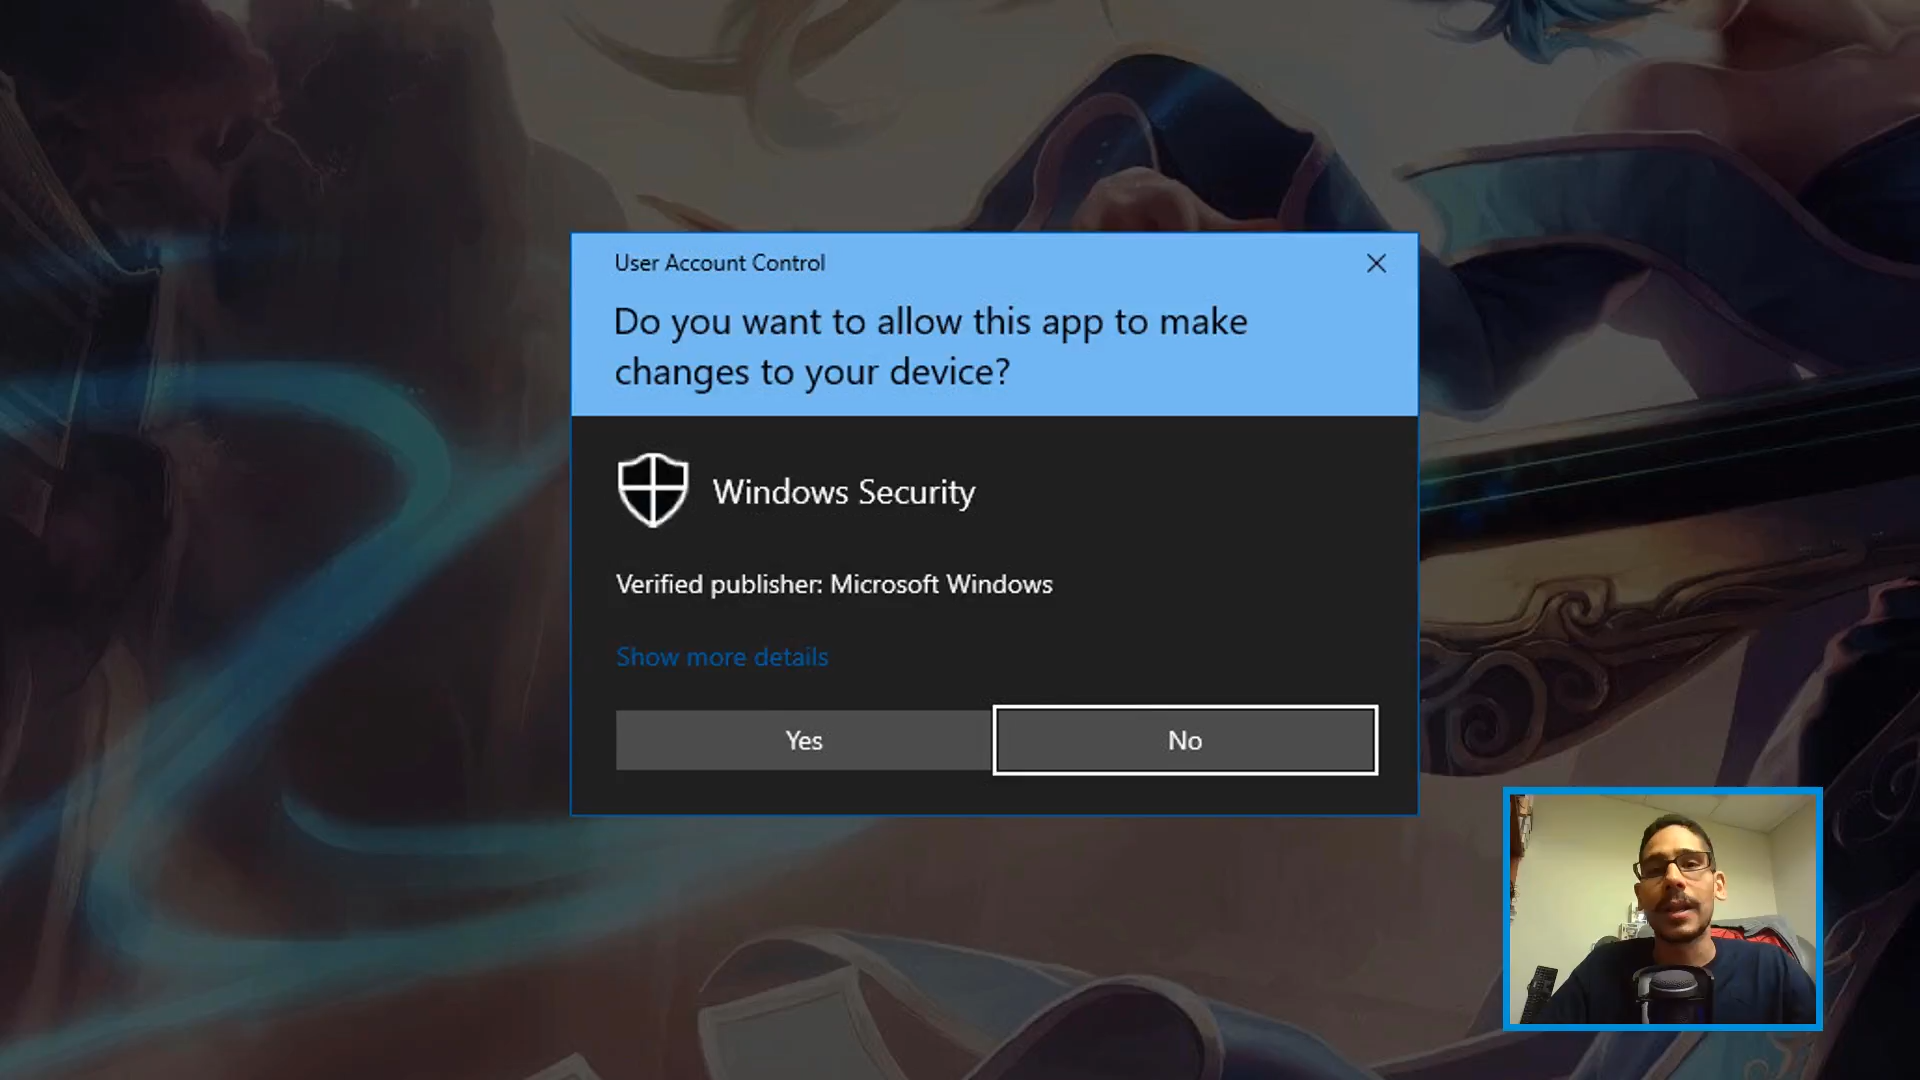 User Account Control
Do you want to allow this app to make
changes to your device?
Windows Security
Verified publisher: Microsoft Windows
Show more details
Yes
No